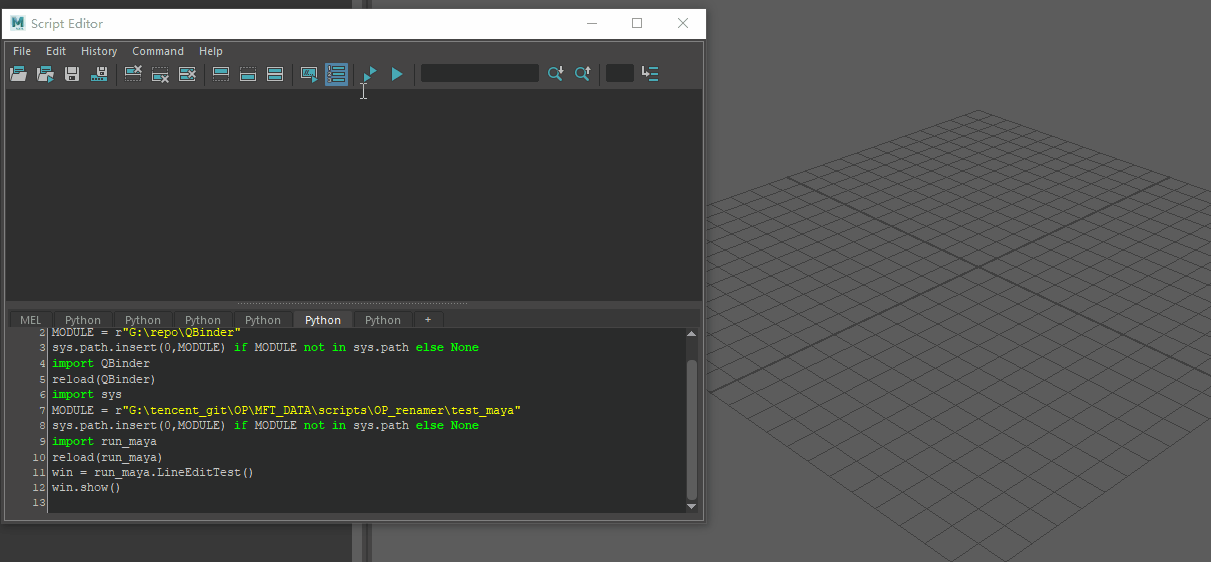 Script Editor
File Edit History Command Help
MEL Python Python Python Python Python Python +
2 MODULE = r"G:\repo\QBinder"
3 sys.path.insert(0,MODULE) if MODULE not in sys.path else None
4 import QBinder
5 reload(QBinder)
6 import sys
7 MODULE = r"G:\tencent_git\OP\MFT_DATA\scripts\OP_renamer\test_maya"
8 sys.path.insert(0,MODULE) if MODULE not in sys.path else None
9 import run_maya
10 reload(run_maya)
11 win = run_maya.LineEditTest()
12 win.show()
13